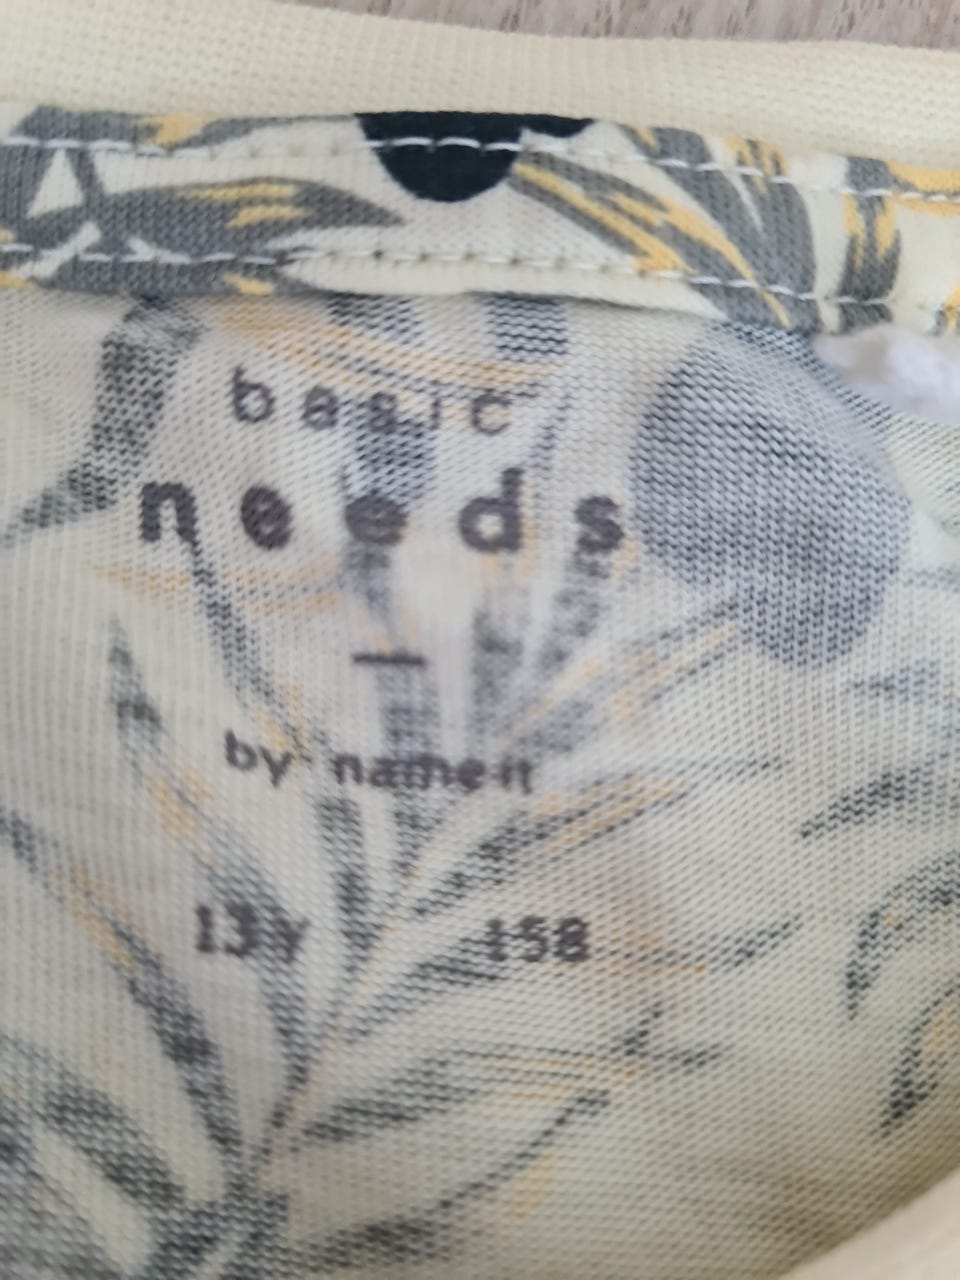 basic
needs
by name it
13Y 158